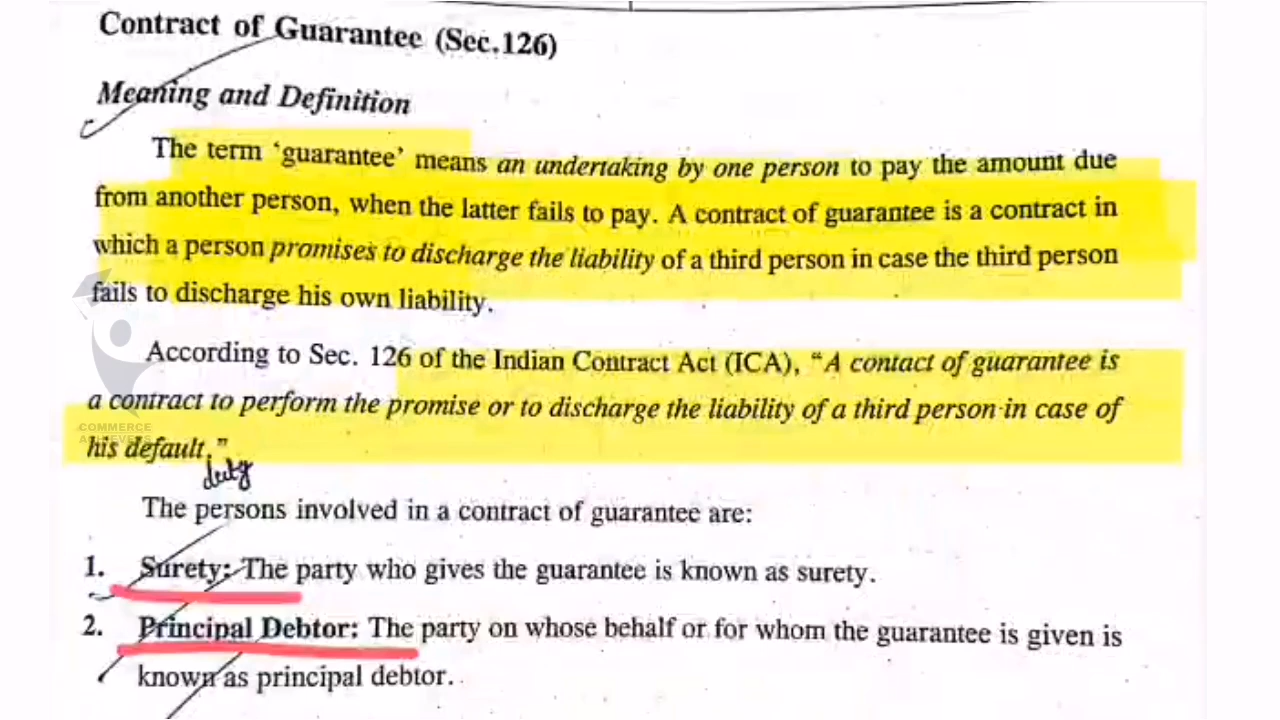 Contract of Guarantee (Sec.126)
Meaning and Definition
The term ‘guarantee’ means an undertaking by one person to pay the amount due
from another person, when the latter fails to pay. A contract of guarantee is a contract in
which a person promises to discharge the liability of a third person in case the third person
fails to discharge his own liability.
According to Sec. 126 of the Indian Contract Act (ICA), “A contact of guarantee is
a contract to perform the promise or to discharge the liability of a third person in case of
COMMERCE
his default.”
duty
The persons involved in a contract of guarantee are:
1. Surety: The party who gives the guarantee is known as surety.
2. Principal Debtor: The party on whose behalf or for whom the guarantee is given is
known as principal debtor.